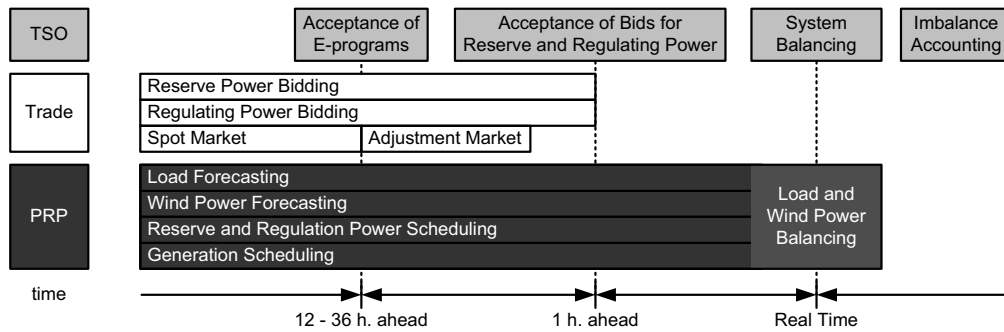 TSO
Acceptance of
E-programs
Acceptance of Bids for
Reserve and Regulating Power
System
Balancing
Imbalance
Accounting
Trade
Reserve Power Bidding
Regulating Power Bidding
Spot Market
Adjustment Market
PRP
Load Forecasting
Wind Power Forecasting
Reserve and Regulation Power Scheduling
Generation Scheduling
Load and
Wind Power
Balancing
time
12 - 36 h. ahead
1 h. ahead
Real Time